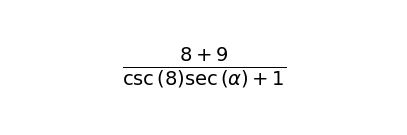 8 + 9
csc (8)sec (α) + 1